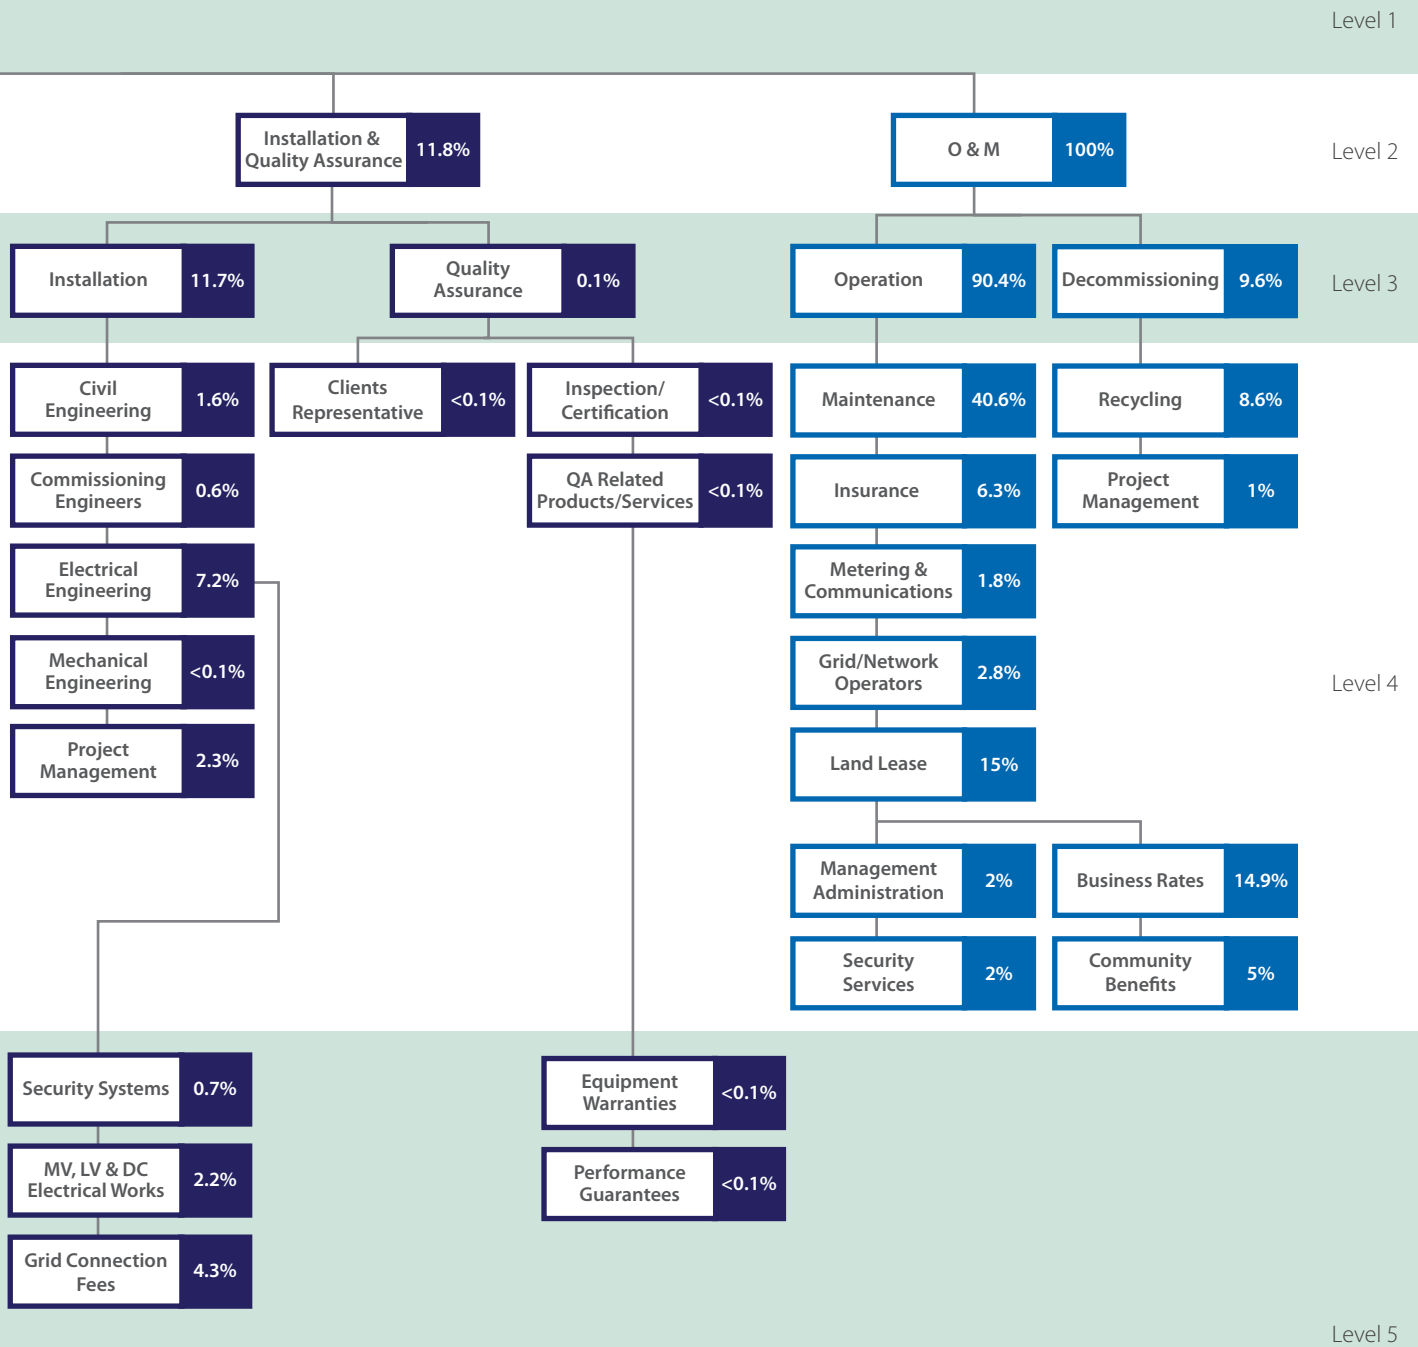 Level 1
Installation &
Quality Assurance
11.8%
O & M
100%
Level 2
Installation
11.7%
Quality
Assurance
0.1%
Operation
90.4%
Decommissioning
9.6%
Level 3
Civil
Engineering
1.6%
Clients
Representative
<0.1%
Inspection/
Certification
<0.1%
Maintenance
40.6%
Recycling
8.6%
Commissioning
Engineers
0.6%
QA Related
Products/Services
<0.1%
Insurance
6.3%
Project
Management
1%
Electrical
Engineering
7.2%
Metering &
Communications
1.8%
Mechanical
Engineering
<0.1%
Grid/Network
Operators
2.8%
Level 4
Project
Management
2.3%
Land Lease
15%
Management
Administration
2%
Business Rates
14.9%
Security
Services
2%
Community
Benefits
5%
Security Systems
0.7%
Equipment
Warranties
<0.1%
MV, LV & DC
Electrical Works
2.2%
Performance
Guarantees
<0.1%
Grid Connection
Fees
4.3%
Level 5